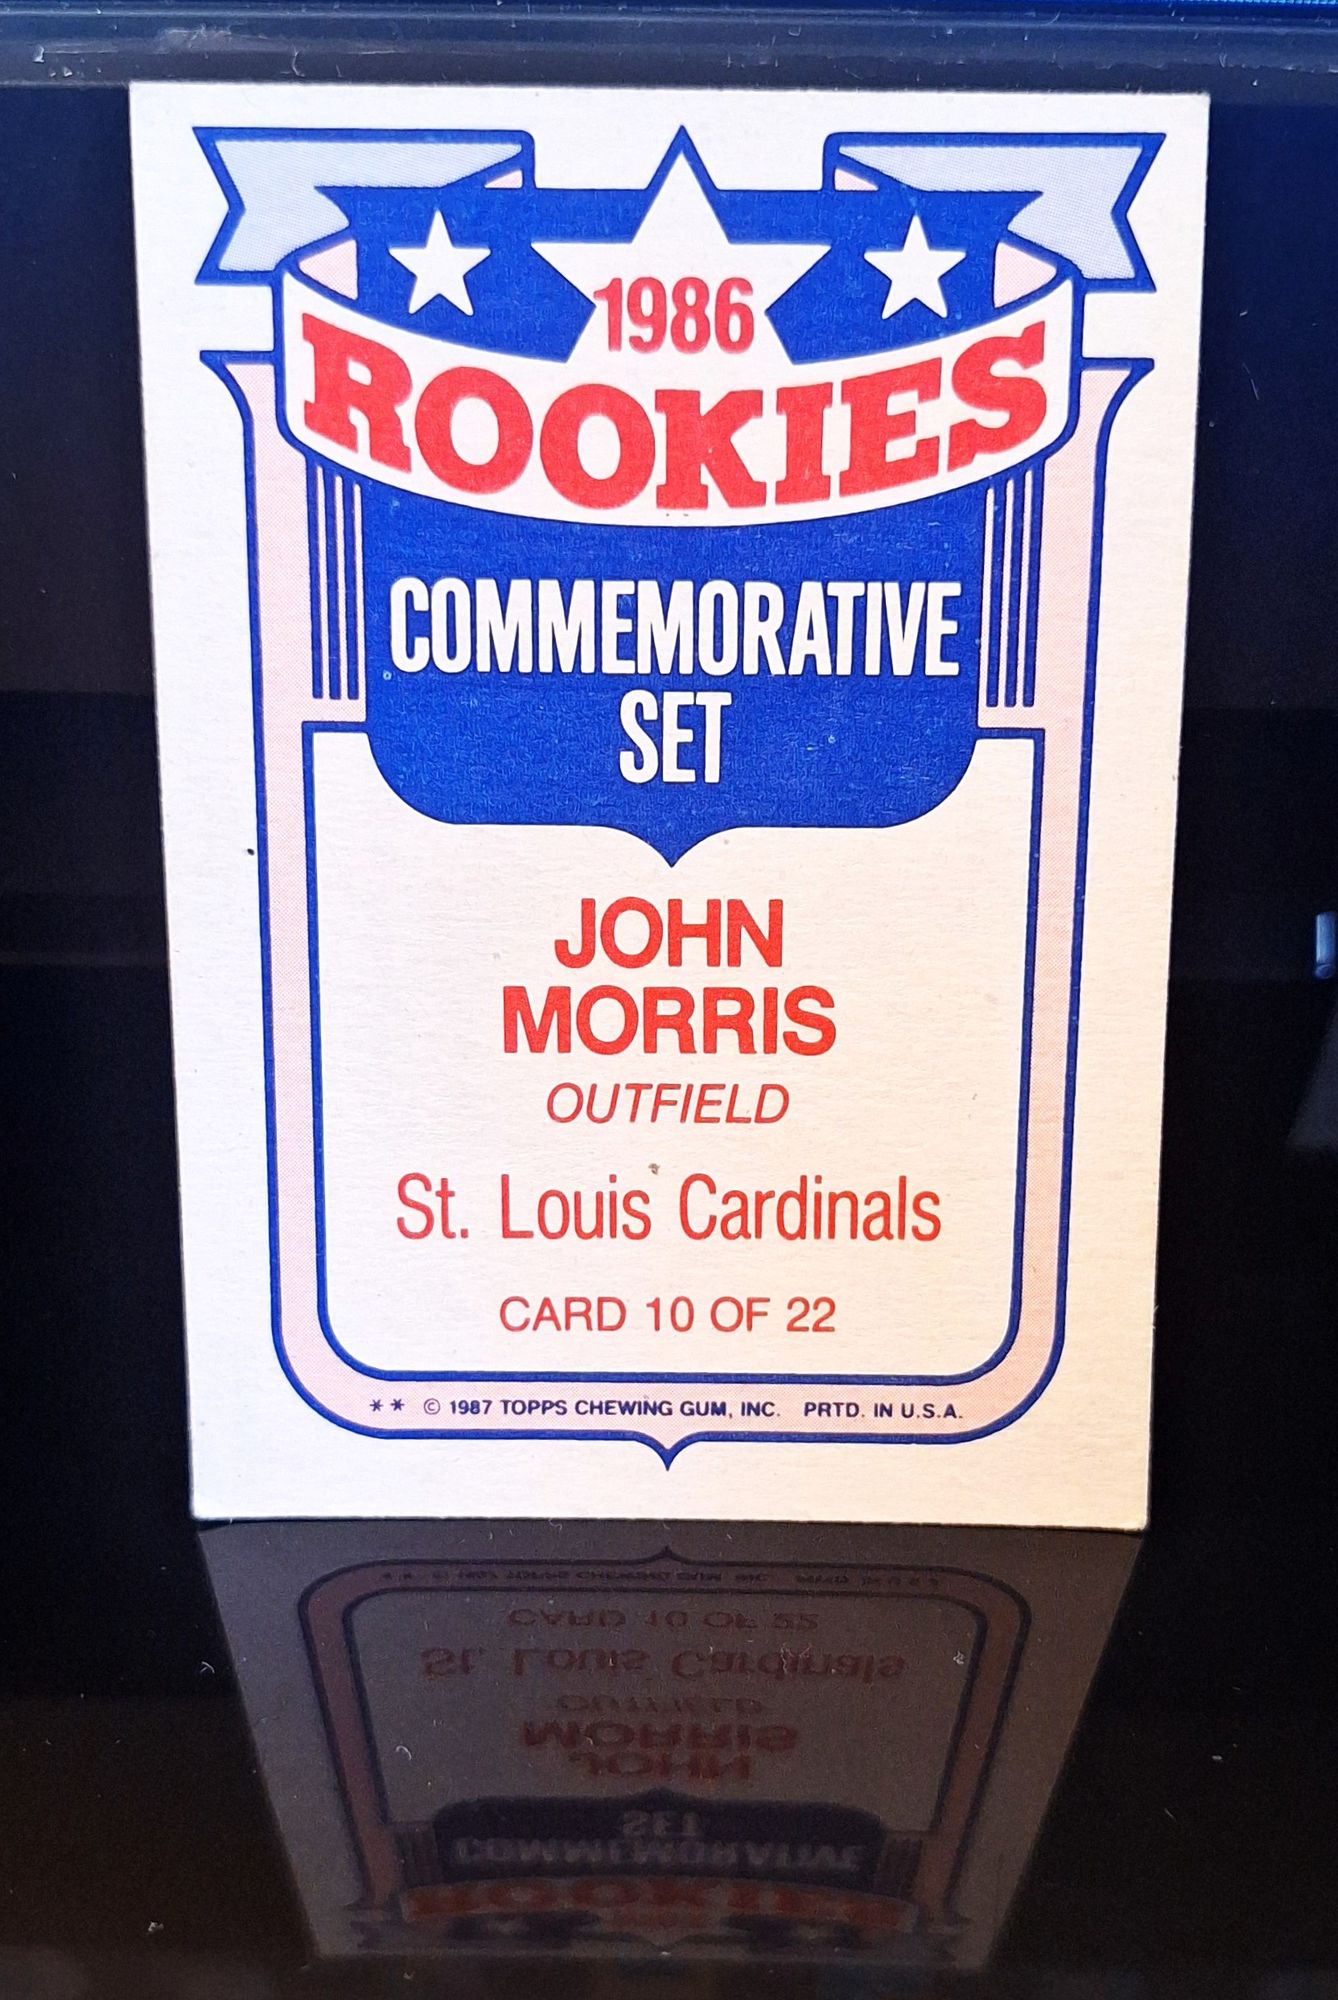 1986
ROOKIES
COMMEMORATIVE
SET
JOHN
MORRIS
OUTFIELD
St. Louis Cardinals
CARD 10 OF 22
** © 1987 TOPPS CHEWING GUM, INC. PRTD. IN U.S.A.